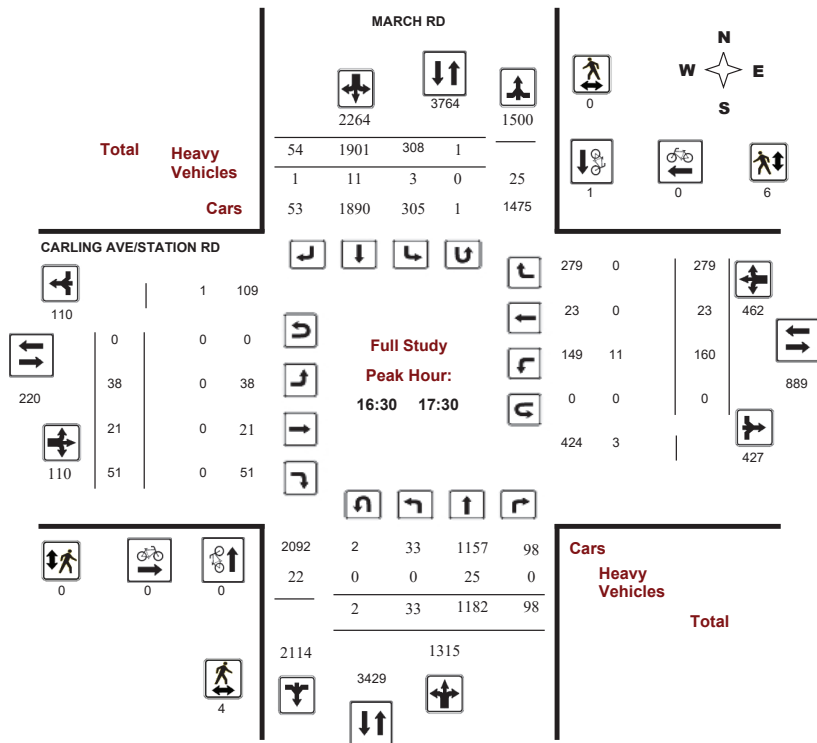 MARCH RD
N
W E
S
0
3764
2264 1500
Total Heavy Vehicles
54 1901 308 1
1 11 3 0 25
1 0 6
Cars 53 1890 305 1 1475
CARLING AVE/STATION RD
279 0 279
1 109
110
462
23 0 23
0 0 0
Full Study
Peak Hour:
16:30 17:30
149 11 160
38 0 38
220
889
0 0 0
21 0 21
424 3
427
110
51 0 51
2092 2 33 1157 98 Cars
22 0 0 25 0 Heavy Vehicles
0 0 0
2 33 1182 98
Total
2114 1315
3429
4